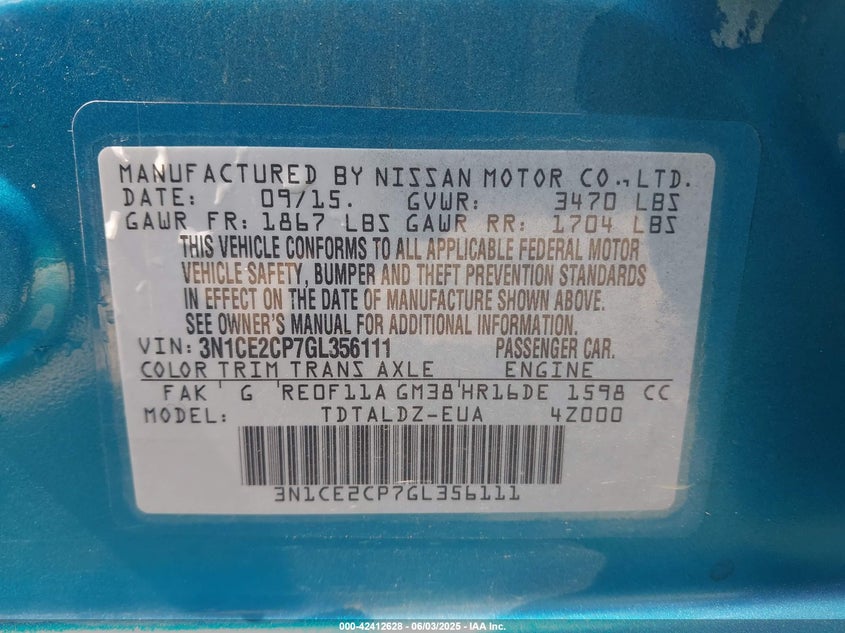 MANUFACTURED BY NISSAN MOTOR CO., LTD.
DATE: 09/15. GVWR: 3470 LBS
GAWR FR: 1867 LBS GAWR RR: 1704 LBS
THIS VEHICLE CONFORMS TO ALL APPLICABLE FEDERAL MOTOR
VEHICLE SAFETY, BUMPER AND THEFT PREVENTION STANDARDS
IN EFFECT ON THE DATE OF MANUFACTURE SHOWN ABOVE.
SEE OWNER'S MANUAL FOR ADDITIONAL INFORMATION.
VIN: 3N1CE2CP7GL356111 PASSENGER CAR.
COLOR TRIM TRANS AXLE ENGINE
FAK G RE0F11A GM38 HR16DE 1598 CC
MODEL: TDTALDZ-EUA 4Z000
3N1CE2CP7GL356111
000-42412628 - 06/03/2025 - IAA Inc.